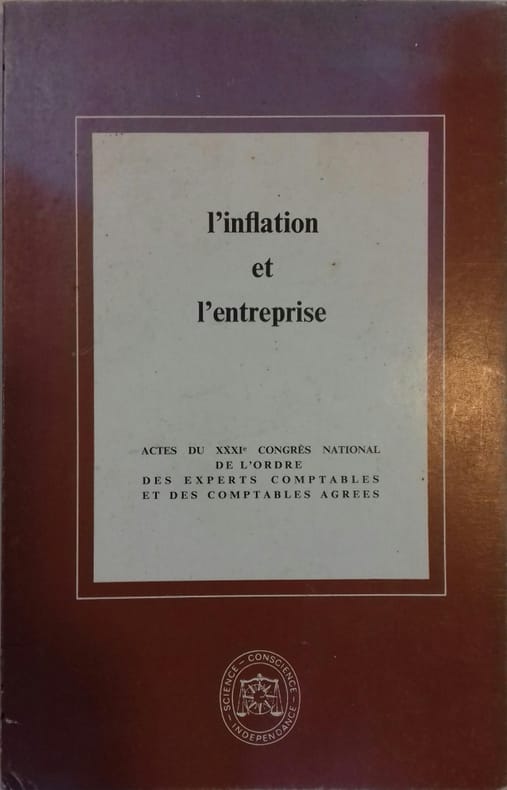 l'inflation
et
l'entreprise
ACTES DU XXXIe CONGRÈS NATIONAL
DE L'ORDRE
DES EXPERTS COMPTABLES
ET DES COMPTABLES AGREES
SCIENCE – CONSCIENCE – INDEPENDANCE –